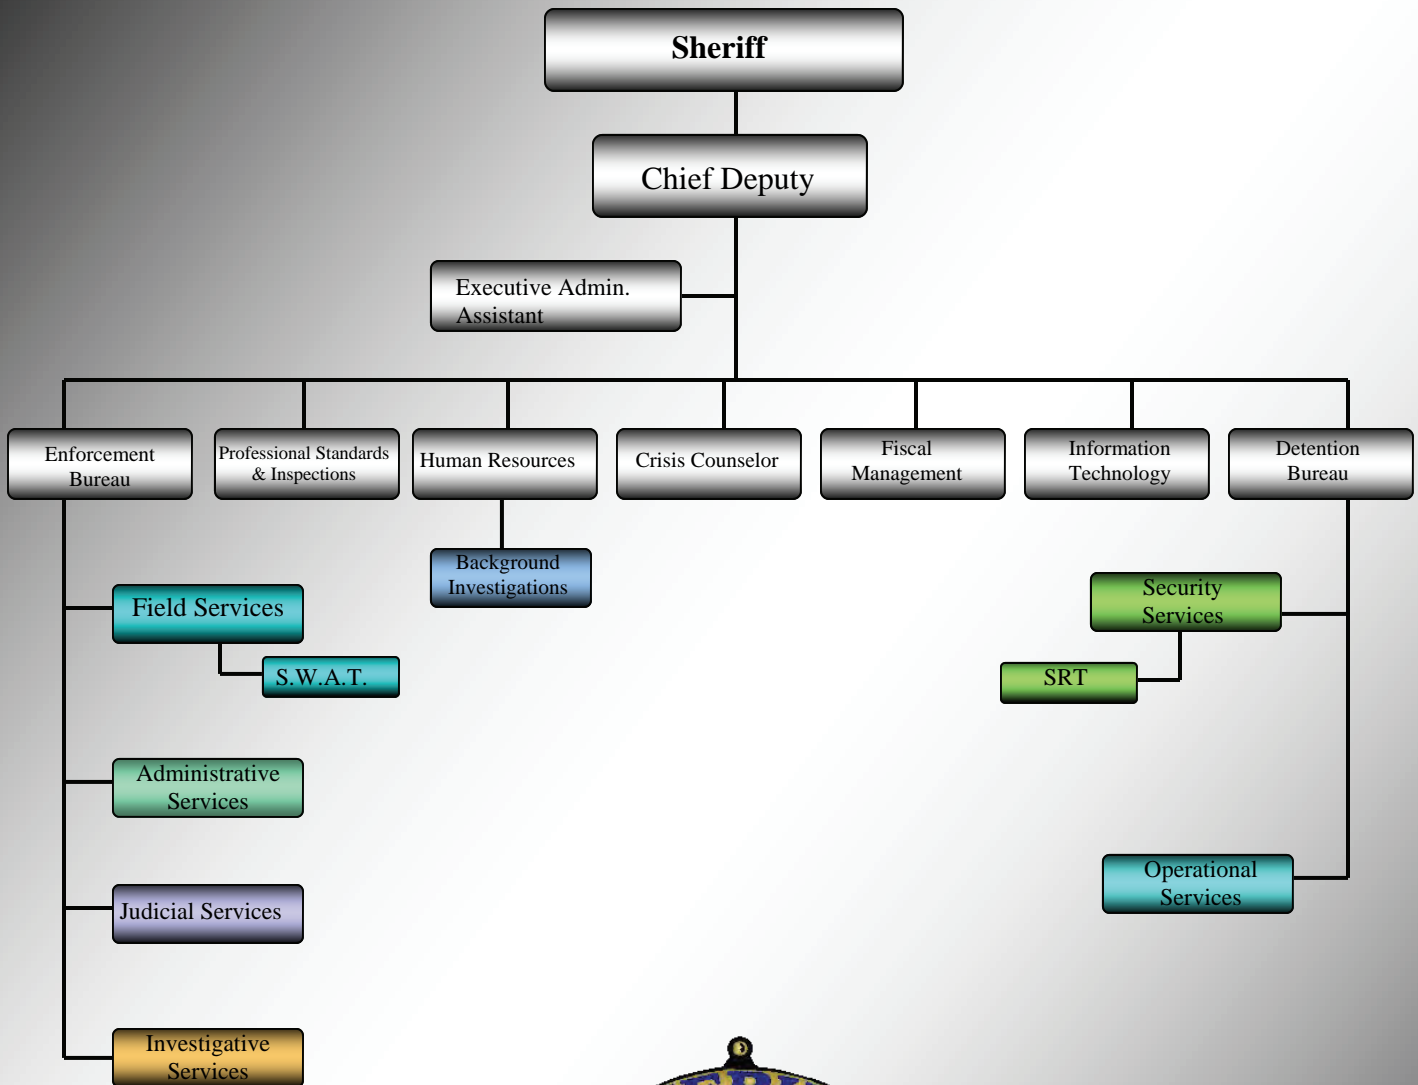 Sheriff
Chief Deputy
Executive Admin.
Assistant
Enforcement
Bureau
Professional Standards
& Inspections
Human Resources
Crisis Counselor
Fiscal
Management
Information
Technology
Detention
Bureau
Background
Investigations
Field Services
S.W.A.T.
Security
Services
SRT
Administrative
Services
Operational
Services
Judicial Services
Investigative
Services